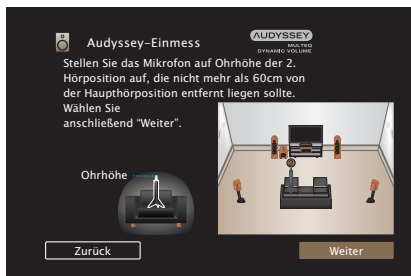 Audyssey-Einmess
AUDYSSEY
MULTEQ
DYNAMIC VOLUME
Stellen Sie das Mikrofon auf Ohrhöhe der 2.
Hörposition auf, die nicht mehr als 60cm von
der Haupthörposition entfernt liegen sollte.
Wählen Sie
anschließend “Weiter”.
Ohrhöhe
Zurück
Weiter